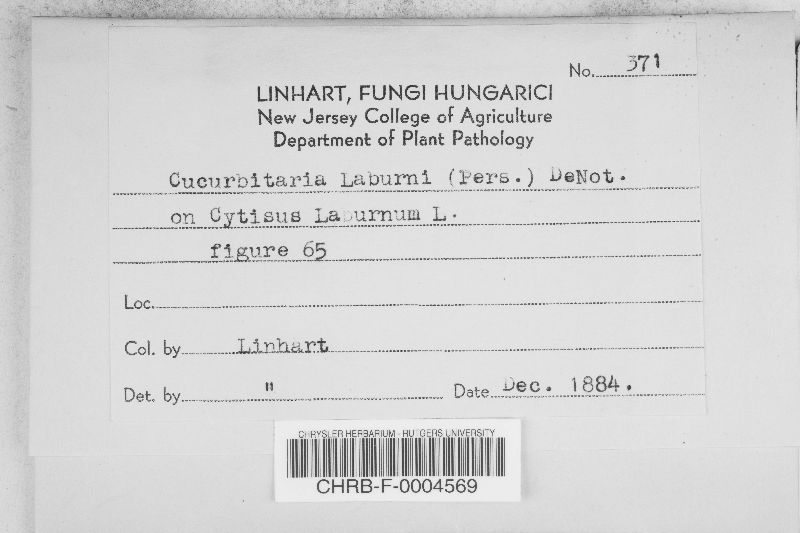 No. 371
LINHART, FUNGI HUNGARICI
New Jersey College of Agriculture
Department of Plant Pathology
Cucurbitaria Laburni (Pers.) DeNot.
on Cytisus Laburnum L.
figure 65
Loc.
Col. by Linhart
Det. by " Date Dec. 1884.
CHRYSLER HERBARIUM - RUTGERS UNIVERSITY
CHRB-F-0004569